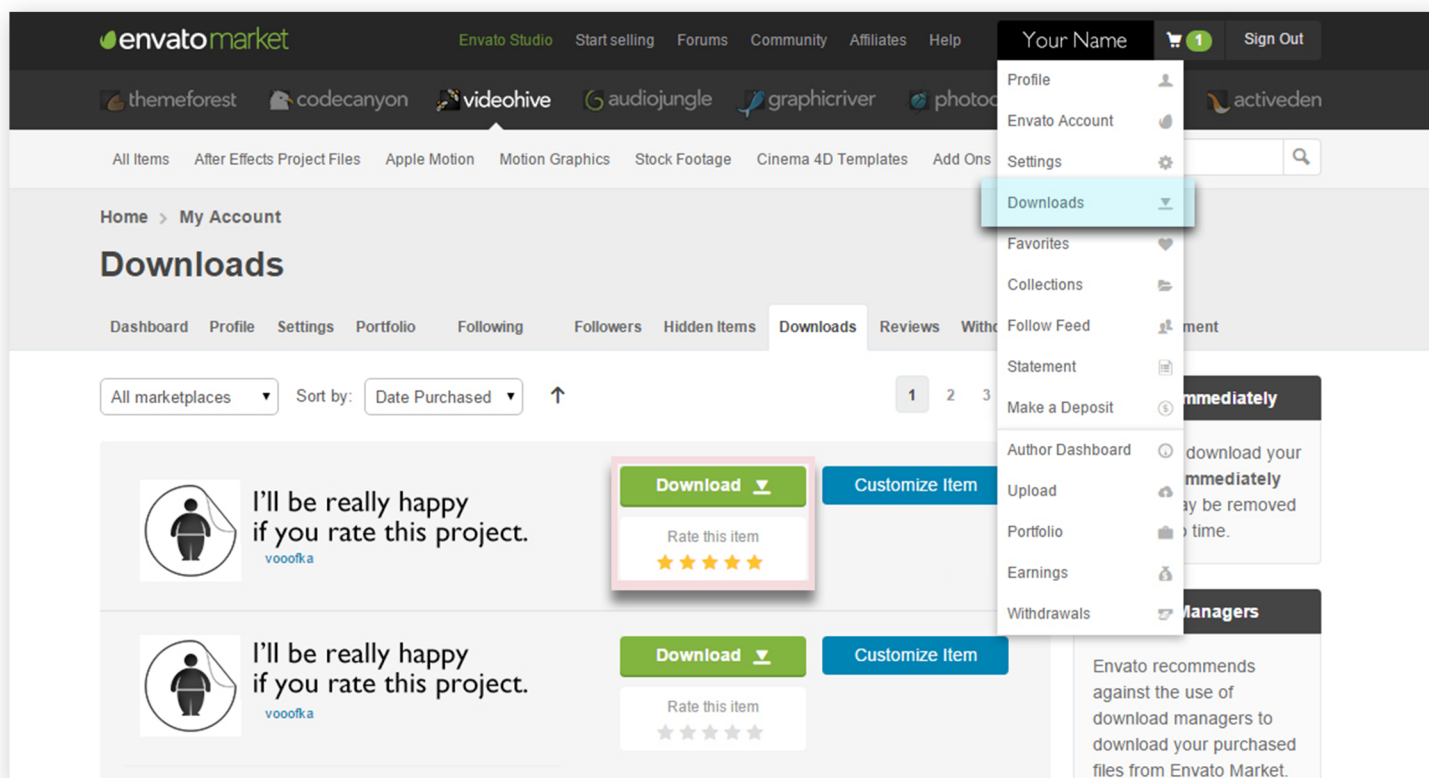 envatomarket
Envato Studio Start selling Forums Community Affiliates Help
Your Name
1
Sign Out
themeforest codecanyon videohive audiojungle graphicriver photoc activeden
All Items After Effects Project Files Apple Motion Motion Graphics Stock Footage Cinema 4D Templates Add Ons
Profile
Envato Account
Settings
Downloads
Favorites
Collections
Follow Feed
Statement
Make a Deposit
Author Dashboard
Upload
Portfolio
Earnings
Withdrawals
Home > My Account
Downloads
Dashboard Profile Settings Portfolio Following Followers Hidden Items Downloads Reviews Withd ment
All marketplaces Sort by: Date Purchased
1 2 3
I'll be really happy
if you rate this project.
vooofka
Download
Rate this item
Customize Item
I'll be really happy
if you rate this project.
vooofka
Download
Rate this item
Customize Item
mmediately
download your
mmediately
ay be removed
time.
Managers
Envato recommends
against the use of
download managers to
download your purchased
files from Envato Market.